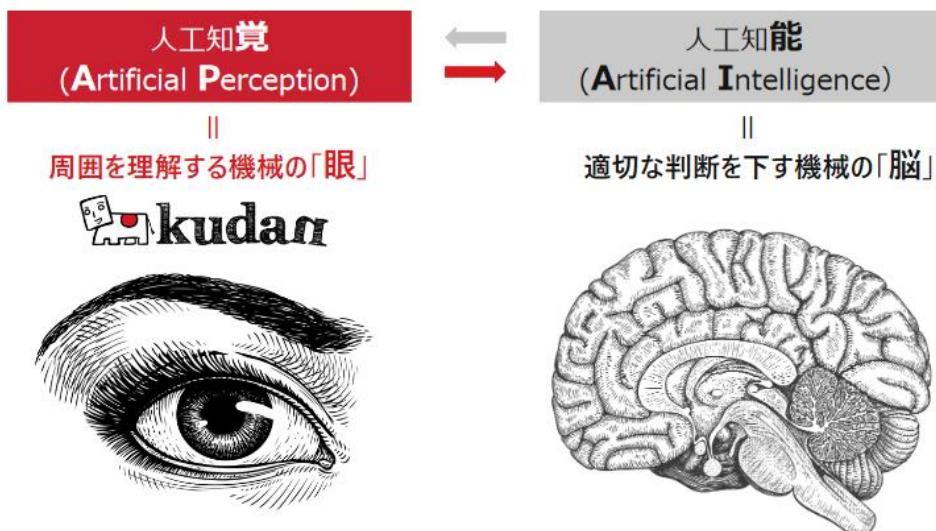 人工知覚
(Artificial Perception)
||
周囲を理解する機械の「眼」
kudan
人工知能
(Artificial Intelligence)
||
適切な判断を下す機械の「脳」